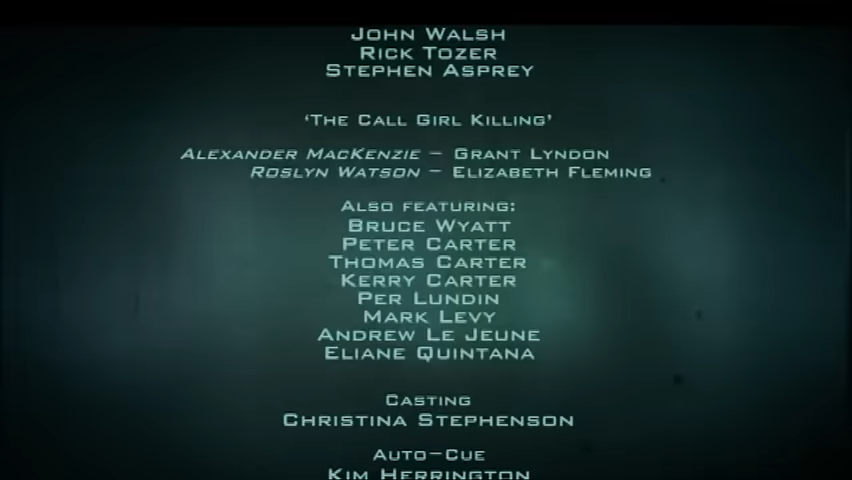 JOHN WALSH
RICK TOZER
STEPHEN ASPREY
'THE CALL GIRL KILLING'
ALEXANDER MACKENZIE – GRANT LYNDON
ROSLYN WATSON – ELIZABETH FLEMING
ALSO FEATURING:
BRUCE WYATT
PETER CARTER
THOMAS CARTER
KERRY CARTER
PER LUNDIN
MARK LEVY
ANDREW LE JEUNE
ELIANE QUINTANA
CASTING
CHRISTINA STEPHENSON
AUTO-CUE
KIM HERRINGTON